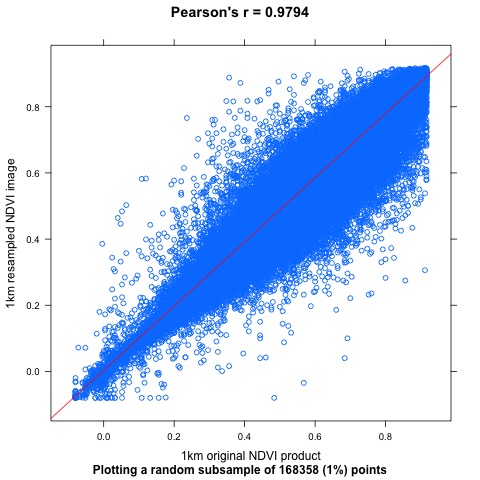 Pearson's r = 0.9794
0.8
0.6
0.4
0.2
0.0
1km resampled NDVI image
0.0 0.2 0.4 0.6 0.8
1km original NDVI product
Plotting a random subsample of 168358 (1%) points